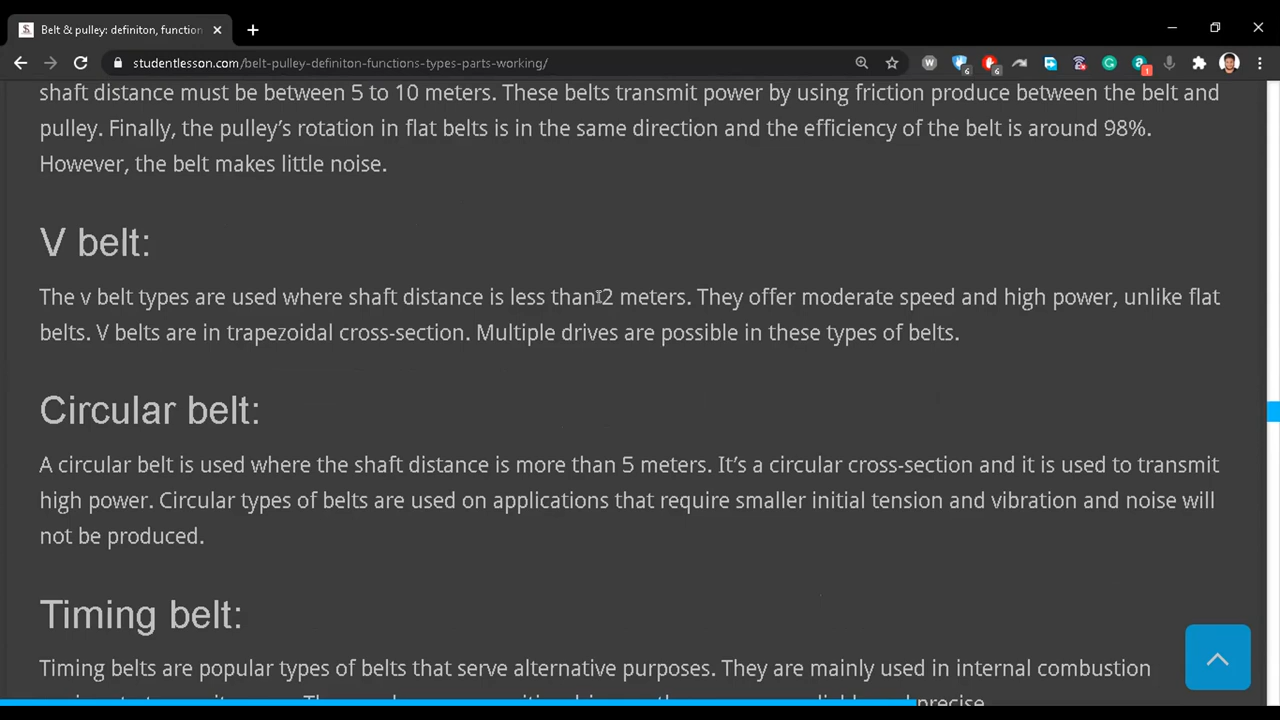 Belt & pulley: definiton, function
studentlesson.com/belt-pulley-definiton-functions-types-parts-working/
6
6
1
shaft distance must be between 5 to 10 meters. These belts transmit power by using friction produce between the belt and
pulley. Finally, the pulley's rotation in flat belts is in the same direction and the efficiency of the belt is around 98%.
However, the belt makes little noise.
V belt:
The v belt types are used where shaft distance is less than 2 meters. They offer moderate speed and high power, unlike flat
belts. V belts are in trapezoidal cross-section. Multiple drives are possible in these types of belts.
Circular belt:
A circular belt is used where the shaft distance is more than 5 meters. It's a circular cross-section and it is used to transmit
high power. Circular types of belts are used on applications that require smaller initial tension and vibration and noise will
not be produced.
Timing belt:
Timing belts are popular types of belts that serve alternative purposes. They are mainly used in internal combustion
precise